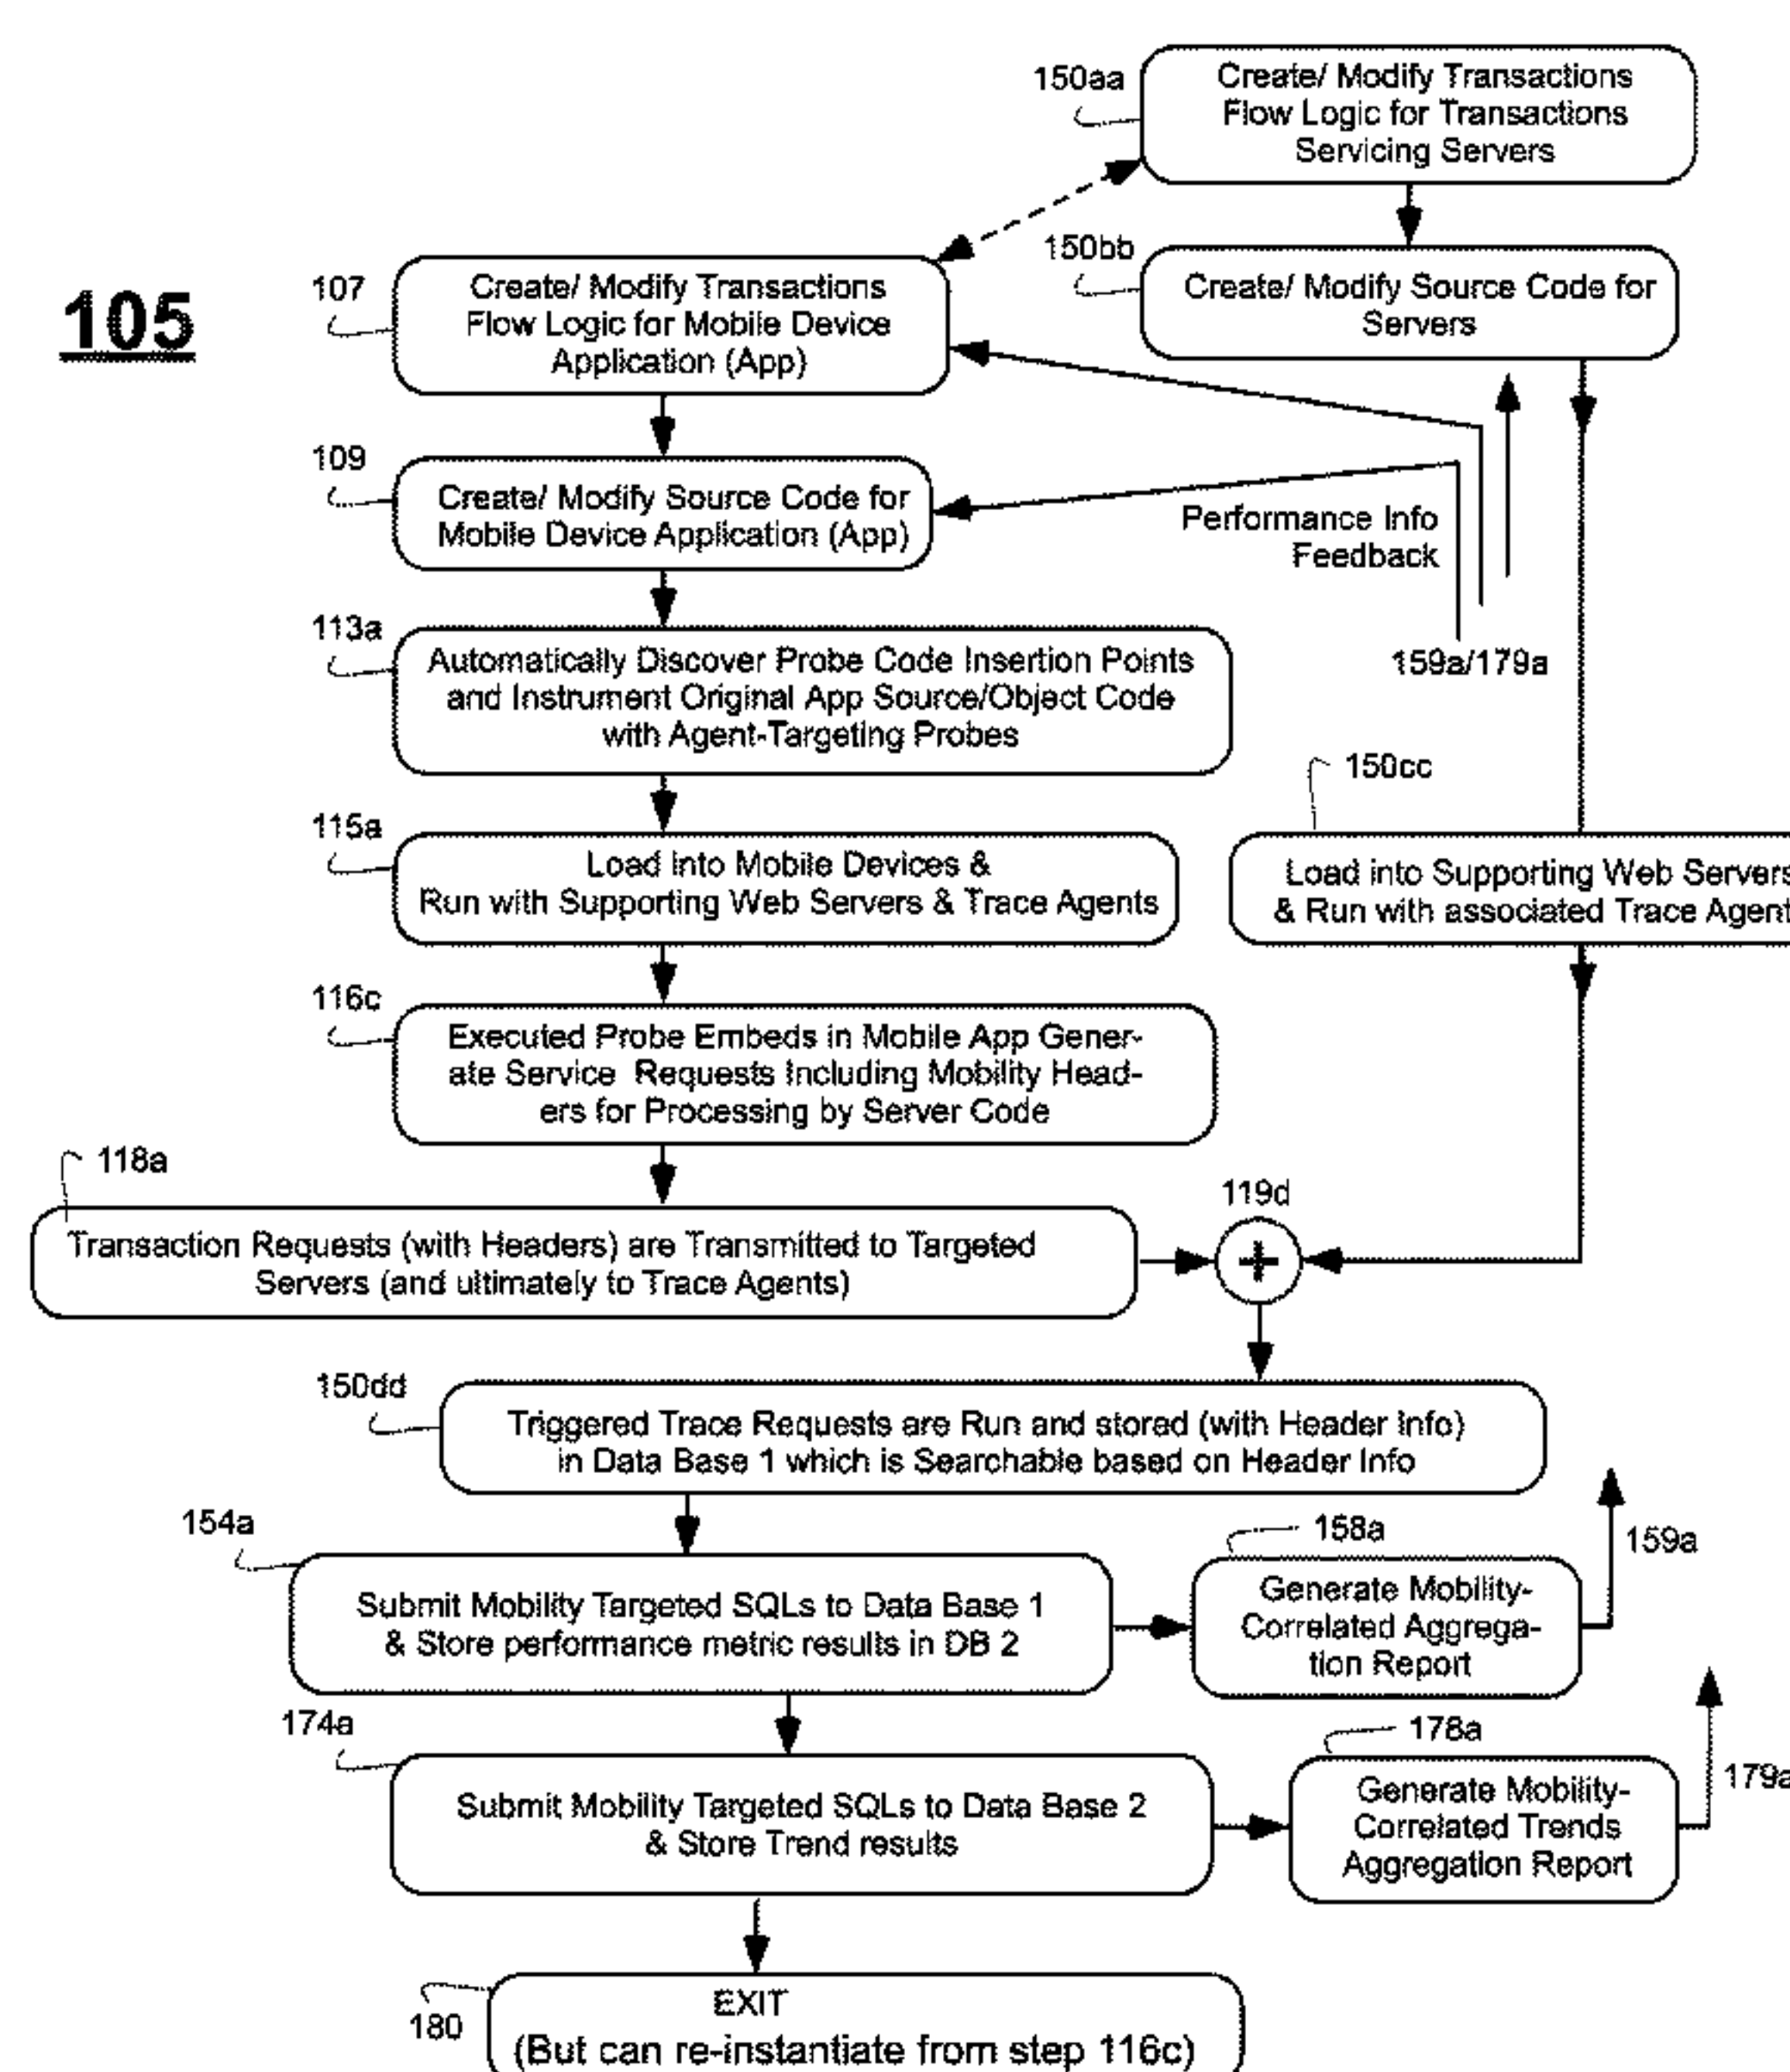 150aa
Create/ Modify Transactions
Flow Logic for Transactions
Servicing Servers
105
107
Create/ Modify Transactions
Flow Logic for Mobile Device
Application (App)
150bb
Create/ Modify Source Code for
Servers
109
Create/ Modify Source Code for
Mobile Device Application (App)
Performance Info
Feedback
159a/179a
113a
Automatically Discover Probe Code Insertion Points
and Instrument Original App Source/Object Code
with Agent-Targeting Probes
150cc
115a
Load into Mobile Devices &
Run with Supporting Web Servers & Trace Agents
Load into Supporting Web Servers
& Run with associated Trace Agent
116c
Executed Probe Embeds in Mobile App Gener-
ate Service Requests Including Mobility Head-
ers for Processing by Server Code
118a
Transaction Requests (with Headers) are Transmitted to Targeted
Servers (and ultimately to Trace Agents)
119d
+
150dd
Triggered Trace Requests are Run and stored (with Header Info)
in Data Base 1 which is Searchable based on Header Info
154a
Submit Mobility Targeted SQLs to Data Base 1
& Store performance metric results in DB 2
158a
Generate Mobility-
Correlated Aggrega-
tion Report
159a
174a
Submit Mobility Targeted SQLs to Data Base 2
& Store Trend results
178a
Generate Mobility-
Correlated Trends
Aggregation Report
179a
180
EXIT
(But can re-instantiate from step 116c)